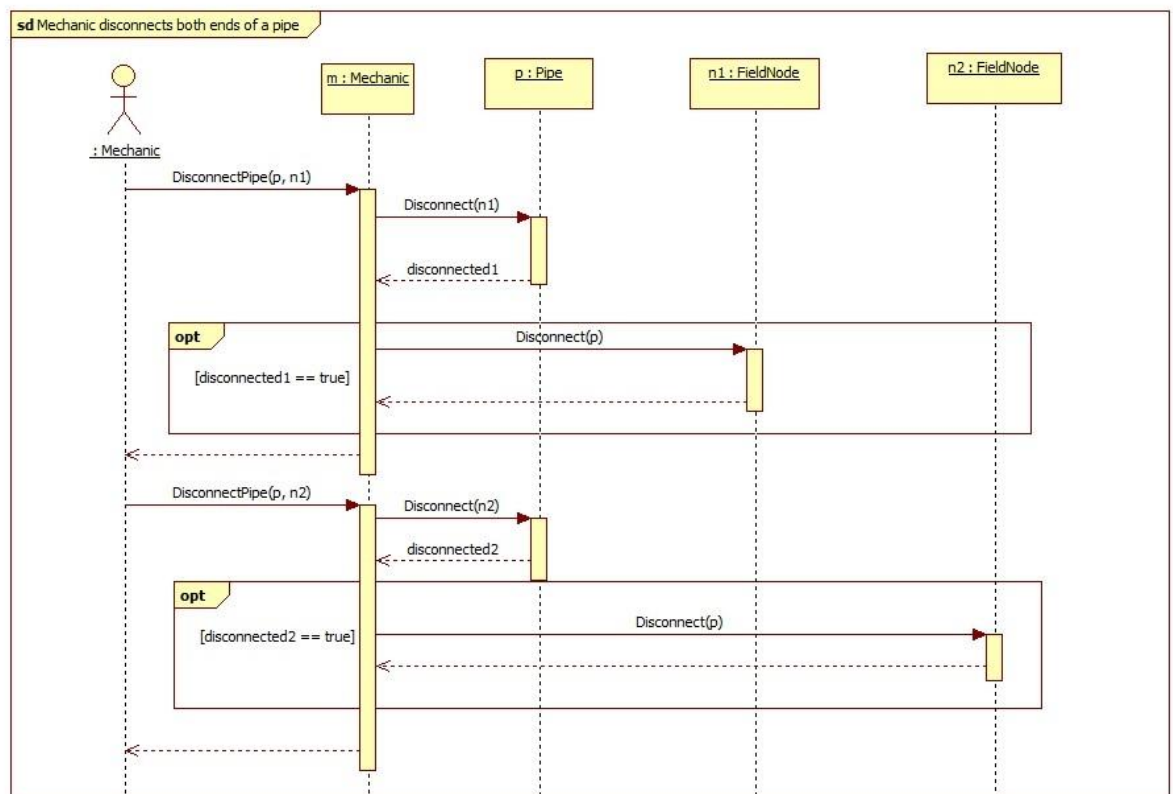 sd Mechanic disconnects both ends of a pipe
m : Mechanic
p : Pipe
n1 : FieldNode
n2 : FieldNode
: Mechanic
DisconnectPipe(p, n1)
Disconnect(n1)
disconnected1
opt
Disconnect(p)
[disconnected1 == true]
DisconnectPipe(p, n2)
Disconnect(n2)
disconnected2
opt
Disconnect(p)
[disconnected2 == true]